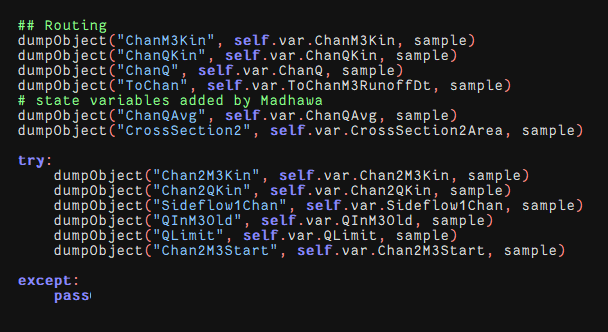 ## Routing
dumpObject("ChanM3Kin", self.var.ChanM3Kin, sample)
dumpObject("ChanQKin", self.var.ChanQKin, sample)
dumpObject("ChanQ", self.var.ChanQ, sample)
dumpObject("ToChan", self.var.ToChanM3RunoffDt, sample)
# state variables added by Madhawa
dumpObject("ChanQAvg", self.var.ChanQAvg, sample)
dumpObject("CrossSection2", self.var.CrossSection2Area, sample)
try:
dumpObject("Chan2M3Kin", self.var.Chan2M3Kin, sample)
dumpObject("Chan2QKin", self.var.Chan2QKin, sample)
dumpObject("Sideflow1Chan", self.var.Sideflow1Chan, sample)
dumpObject("QInM3Old", self.var.QInM3Old, sample)
dumpObject("QLimit", self.var.QLimit, sample)
dumpObject("Chan2M3Start", self.var.Chan2M3Start, sample)
except:
pass